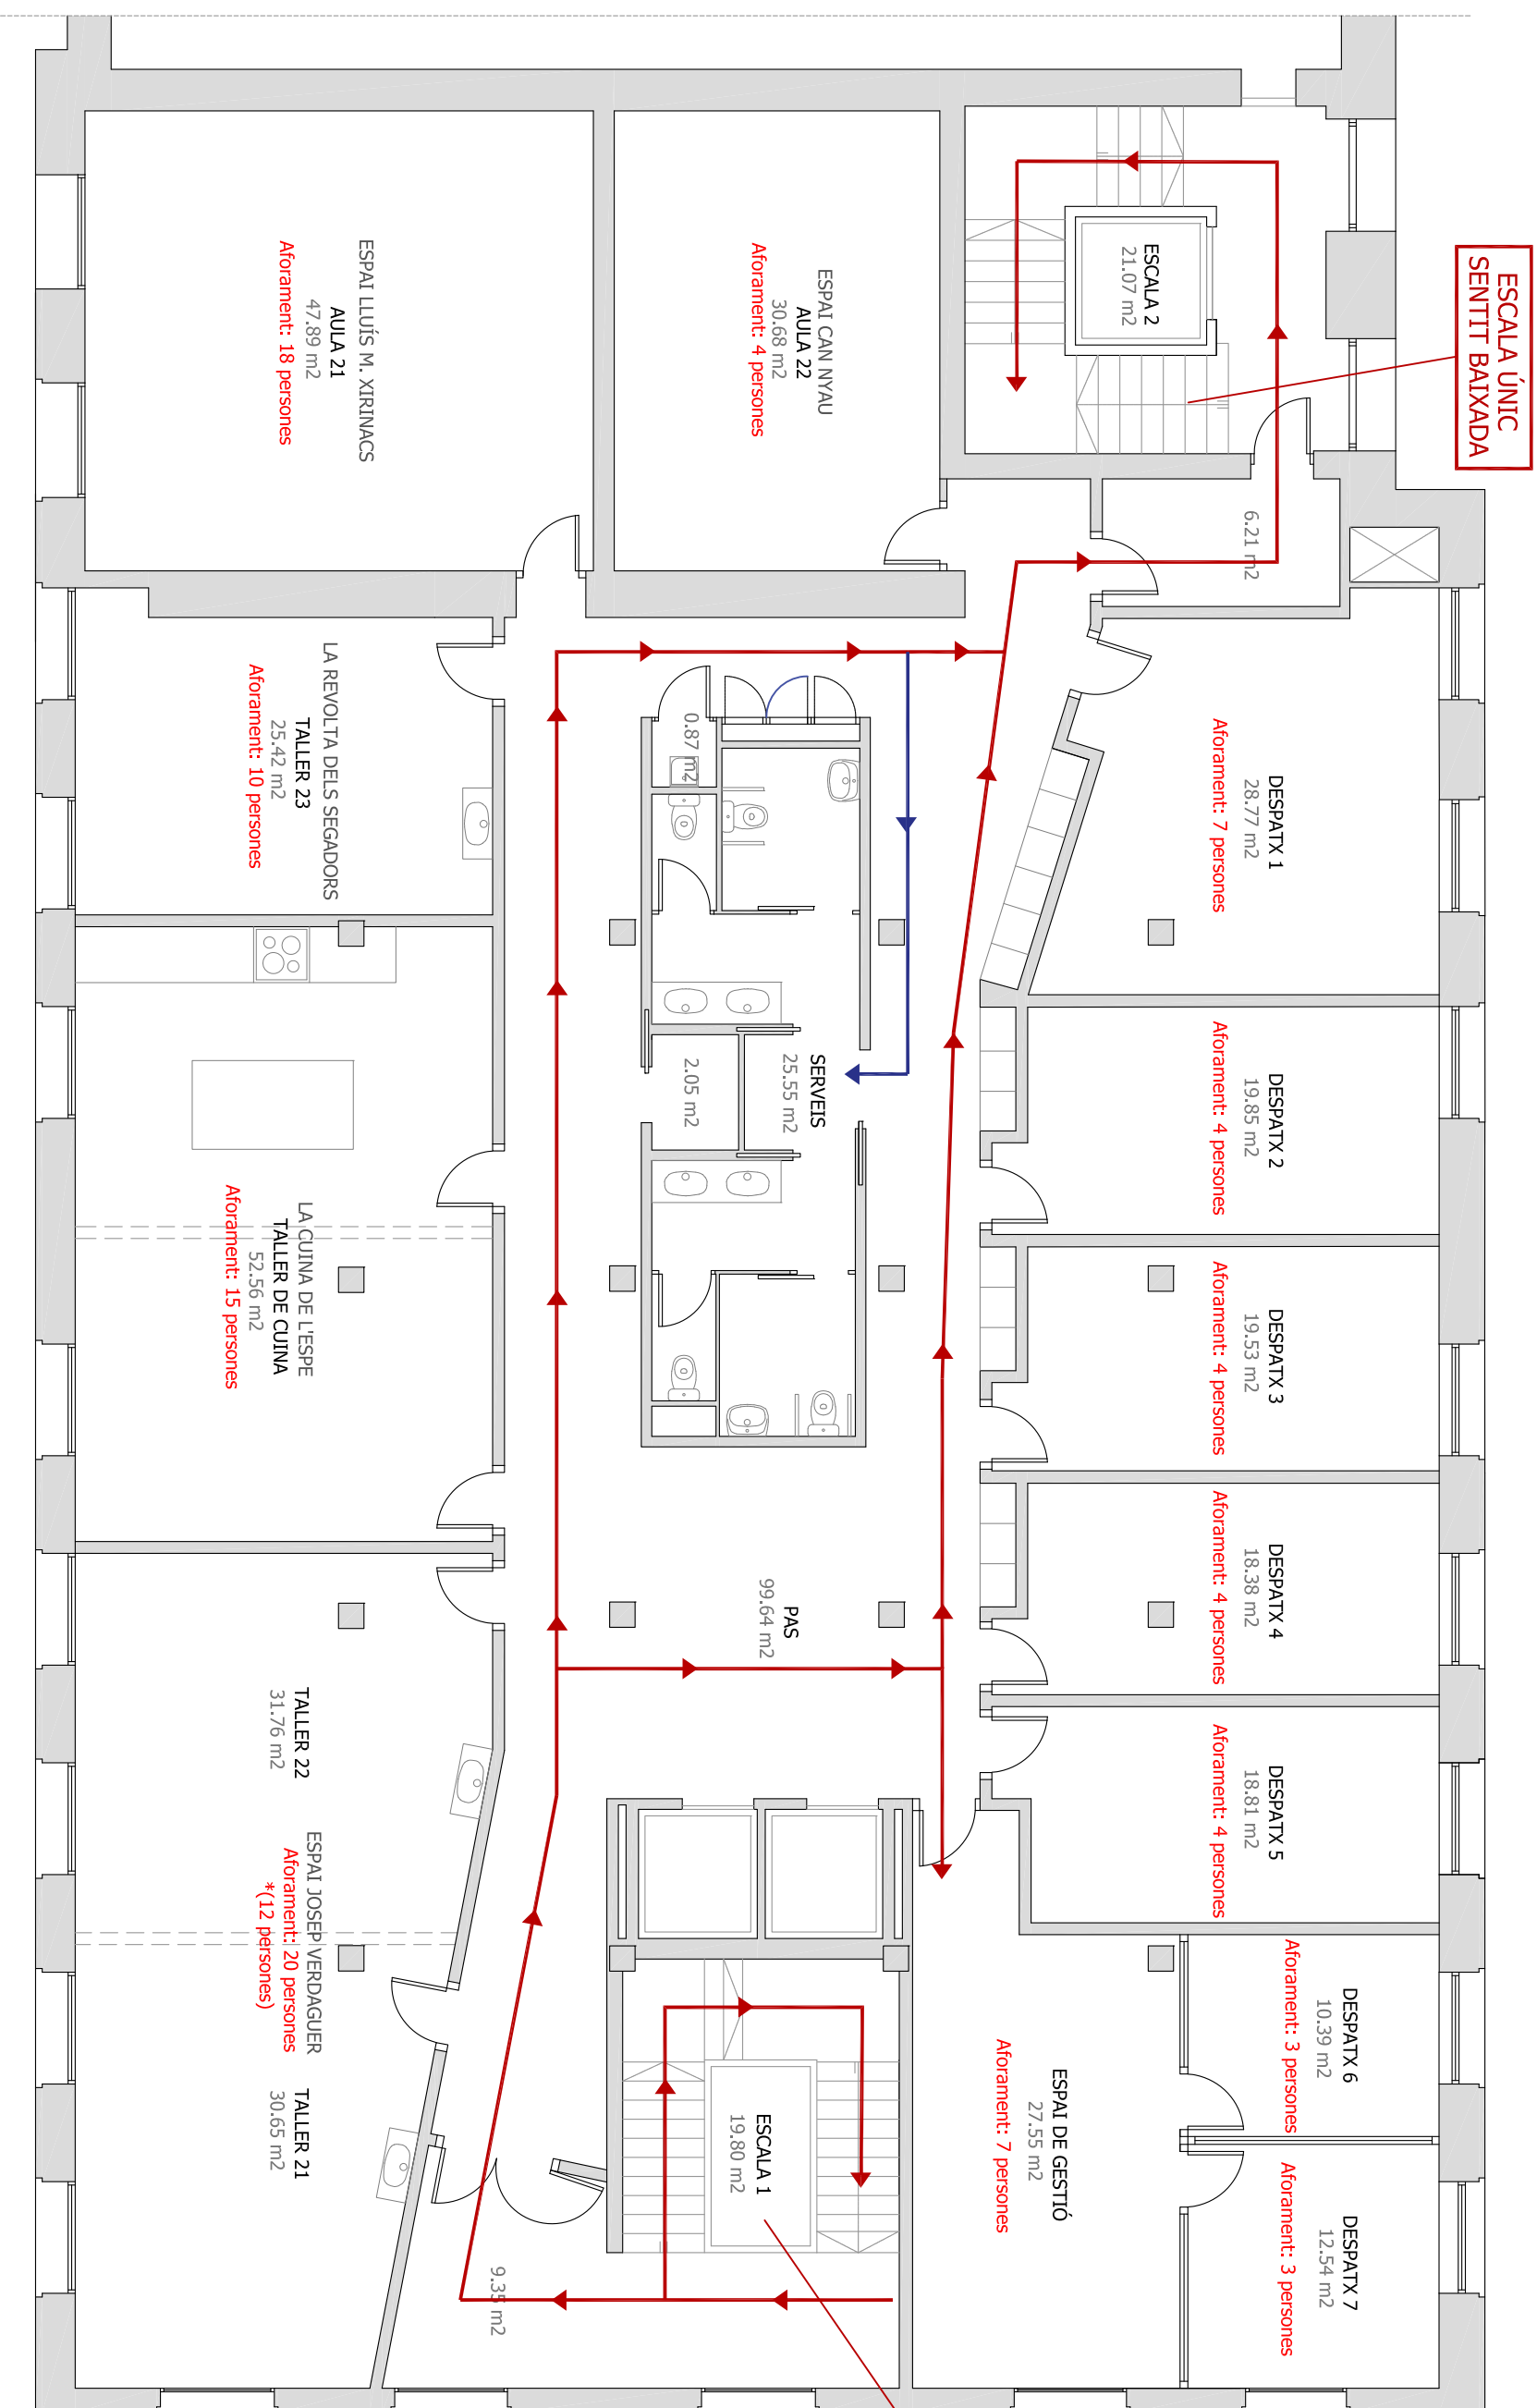 ESCALA ÚNIC
SENTIT BAIXADA
ESCALA 2
21.07 m2
6.21 m2
ESPAI CAN NYAU
AULA 22
30.68 m2
Aforament: 4 persones
ESPAI LLUÍS M. XIRINACS
AULA 21
47.89 m2
Aforament: 18 persones
DESPATX 1
28.77 m2
Aforament: 7 persones
DESPATX 2
19.85 m2
Aforament: 4 persones
DESPATX 3
19.53 m2
Aforament: 4 persones
DESPATX 4
18.38 m2
Aforament: 4 persones
DESPATX 5
18.81 m2
Aforament: 4 persones
DESPATX 6
10.39 m2
Aforament: 3 persones
DESPATX 7
12.54 m2
Aforament: 3 persones
ESPAI DE GESTIÓ
27.55 m2
Aforament: 7 persones
0.87 m2
SERVEIS
25.55 m2
2.05 m2
PAS
99.64 m2
ESCALA 1
19.80 m2
9.35 m2
LA REVOLTA DELS SEGADORS
TALLER 23
25.42 m2
Aforament: 10 persones
LA CUINA DE L'ESPE
TALLER DE CUINA
52.56 m2
Aforament: 15 persones
TALLER 22
31.76 m2
ESPAI JOSEP VERDAGUER
Aforament: 20 persones
*(12 persones)
TALLER 21
30.65 m2